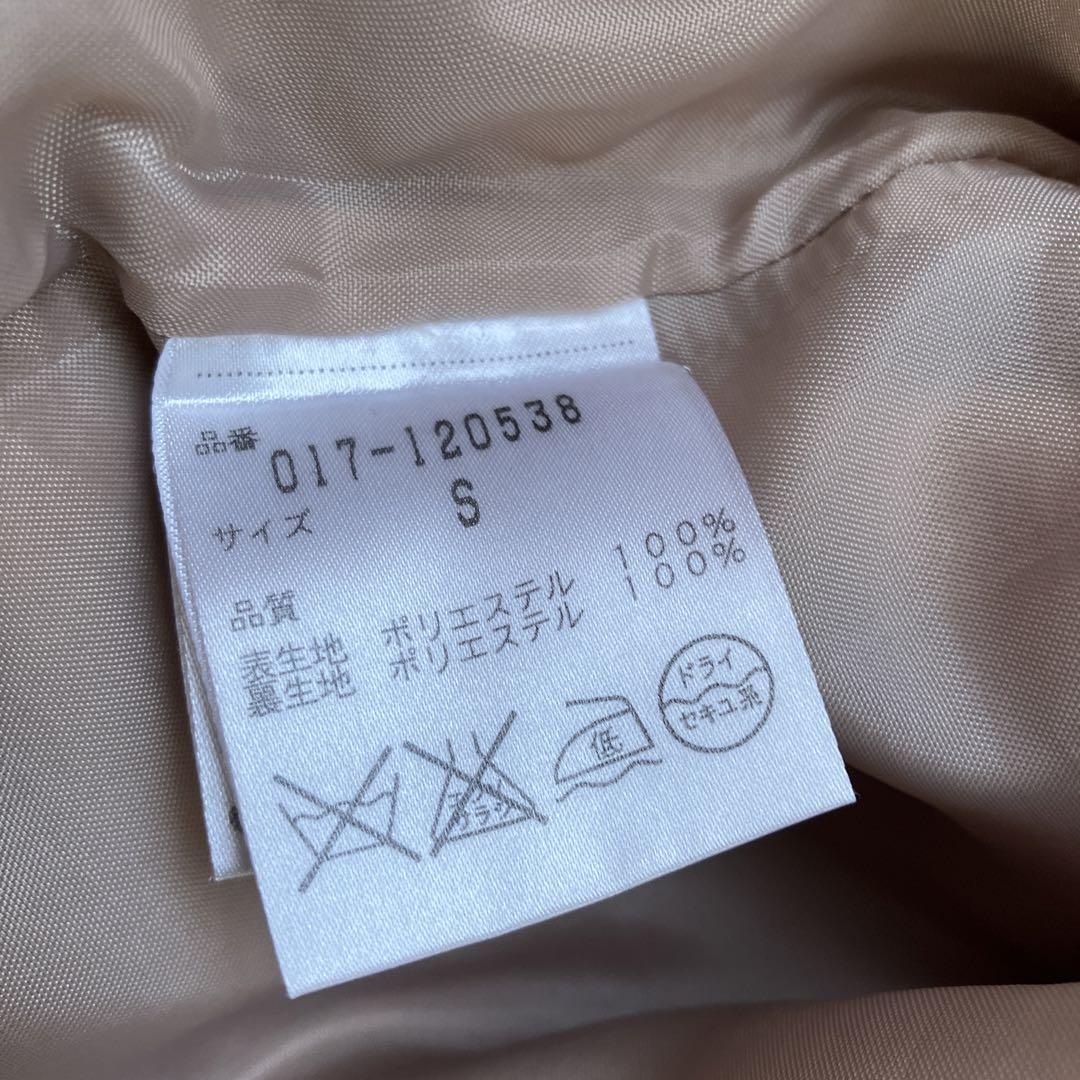 品番 017-120538
サイズ S
品質
表生地 ポリエステル 100%
裏生地 ポリエステル 100%
低
ドライ
セキユ系